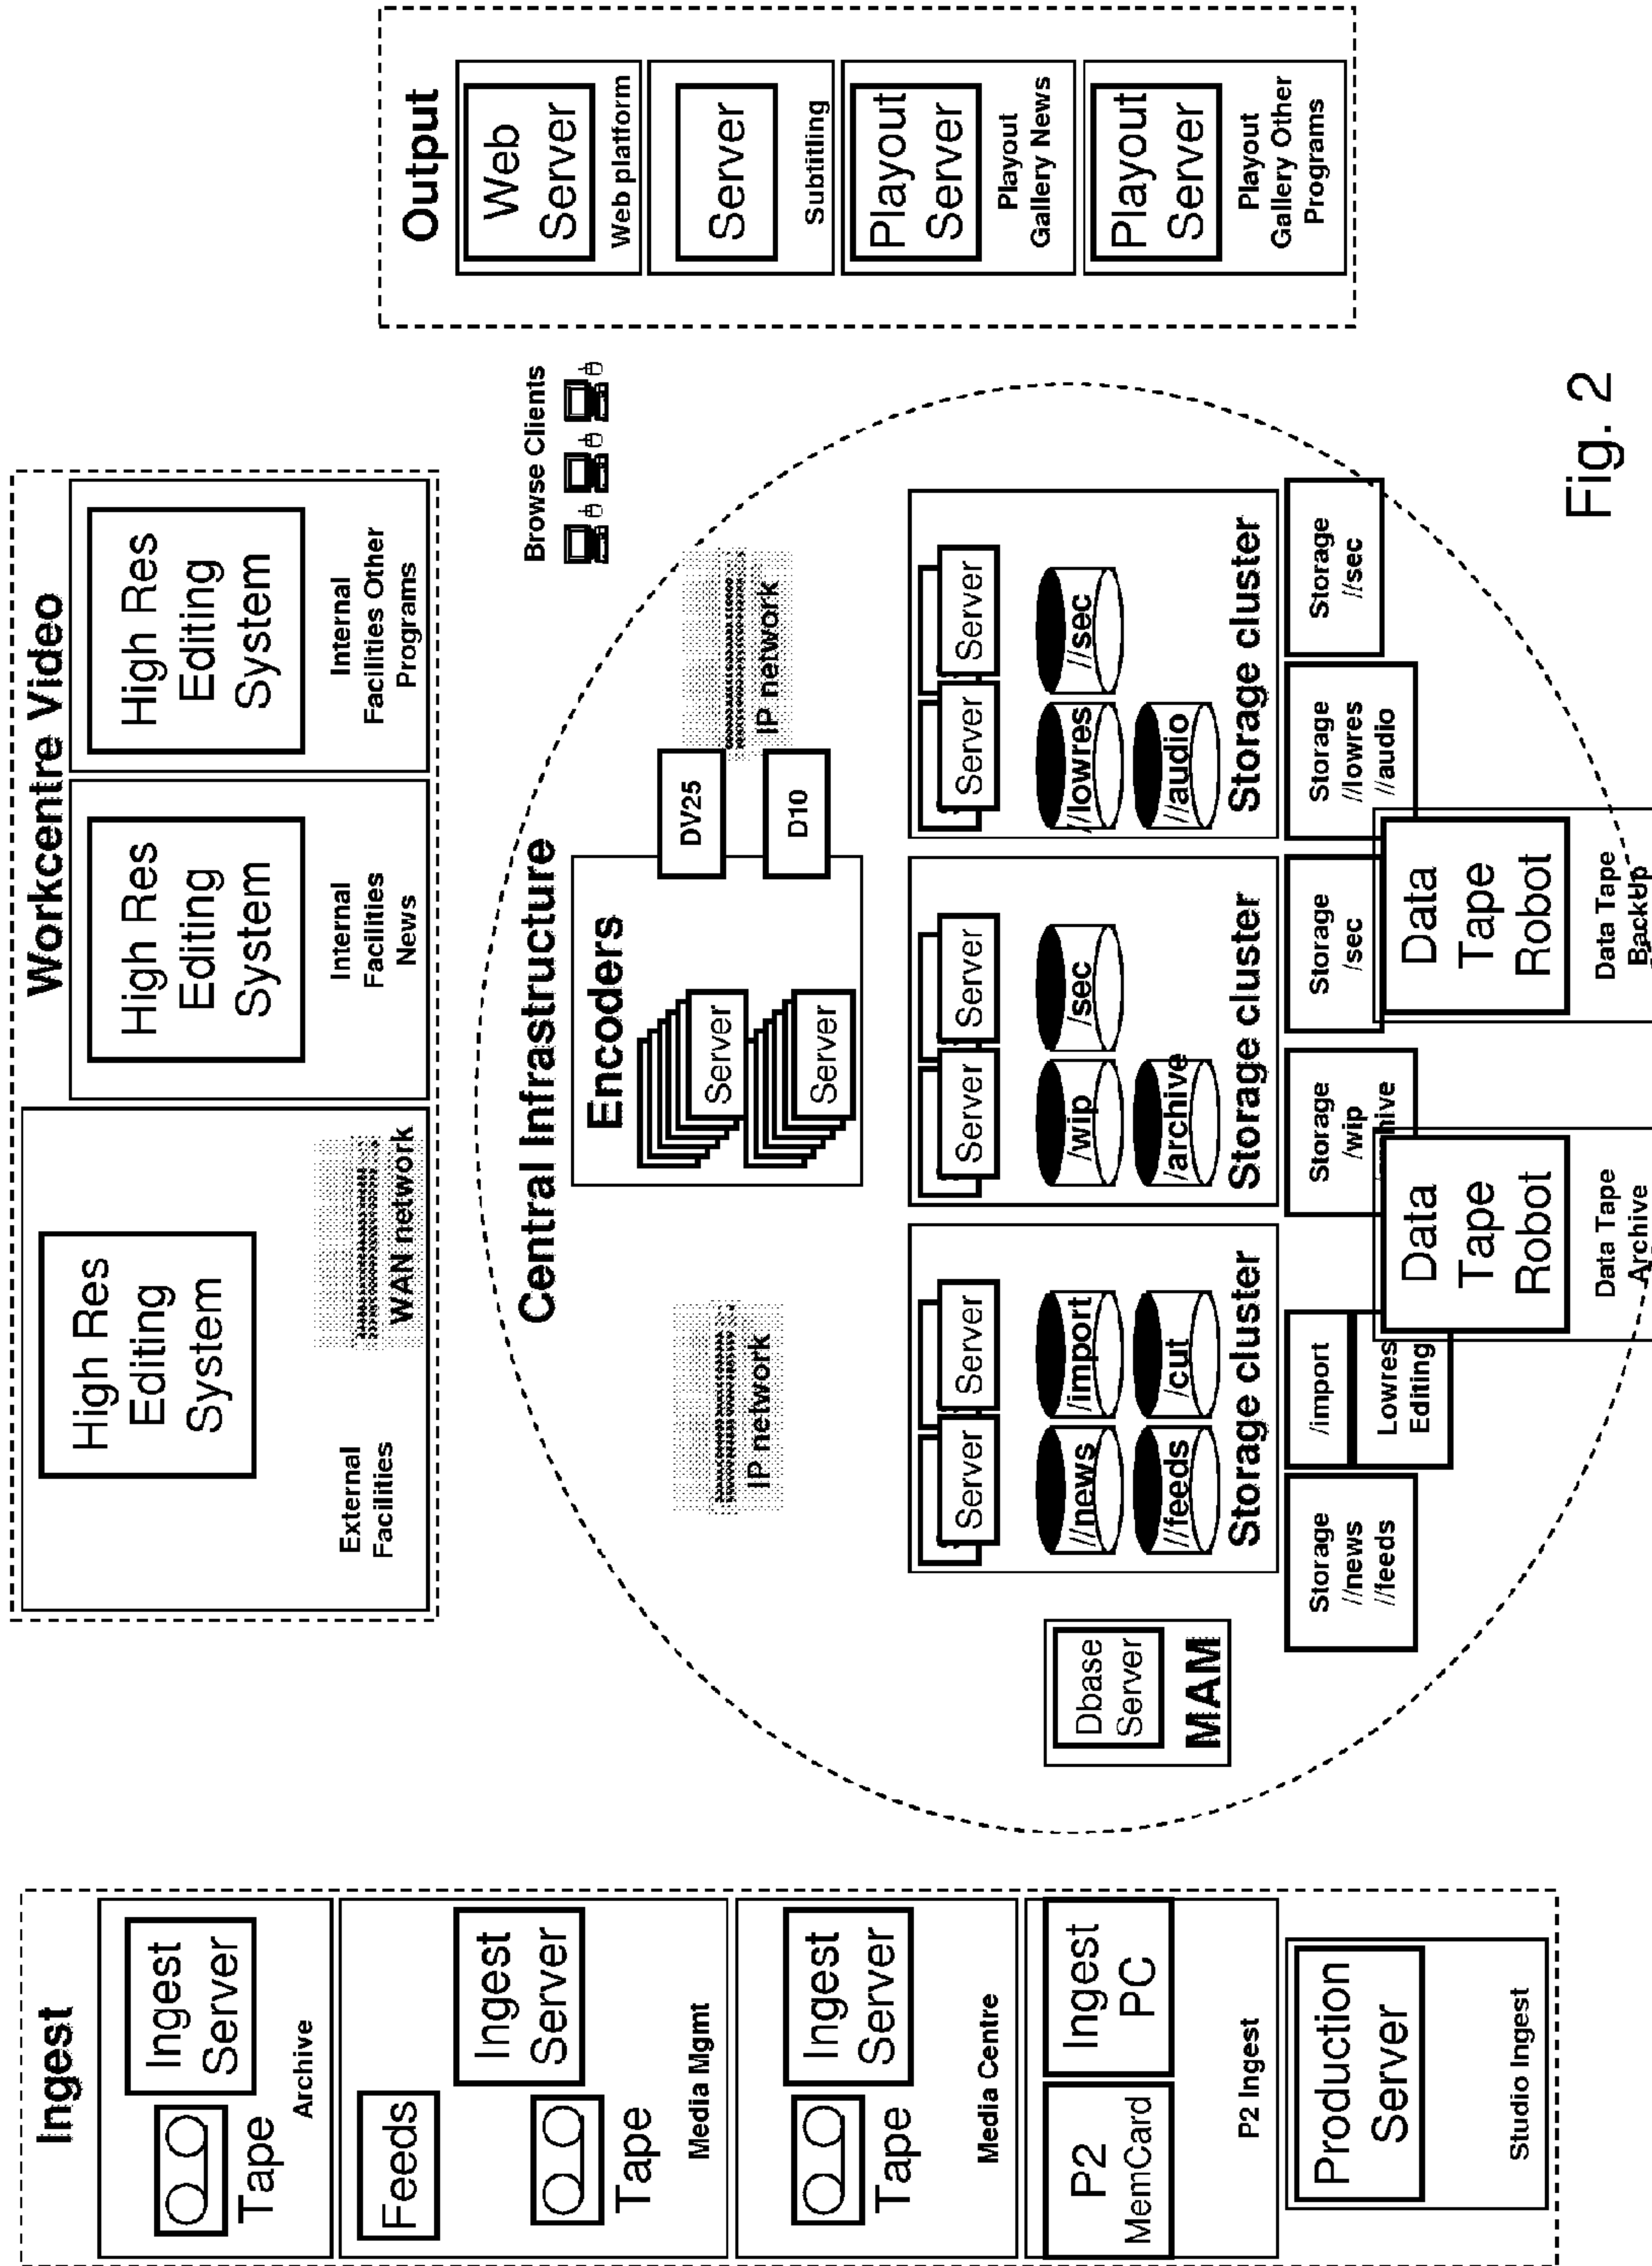 Ingest
Ingest
Server
Tape
Archive
Feeds
Ingest
Server
Tape
Media Mgmt
Ingest
Server
Tape
Media Centre
P2
MemCard
Ingest
PC
P2 Ingest
Production
Server
Studio Ingest
Workcentre Video
High Res
Editing
System
External
Facilities
WAN network
High Res
Editing
System
Internal
Facilities
News
High Res
Editing
System
Internal
Facilities Other
Programs
Central Infrastructure
Encoders
Server
Server
DV25
D10
IP network
IP network
Browse Clients
MAM
Dbase
Server
Server
Server
//news
/import
//feeds
/cut
Storage cluster
Server
Server
/wip
/sec
/archive
Storage cluster
Server
Server
//lowres
//sec
//audio
Storage cluster
Storage
//news
//feeds
/import
Lowres
Editing
Storage
/wip
hive
Storage
/sec
Storage
//lowres
//audio
Storage
//sec
Data
Tape
Robot
Data Tape
Archive
Data
Tape
Robot
Data Tape
BackUp
Output
Web
Server
Web platform
Server
Subtitling
Playout
Server
Playout
Gallery News
Playout
Server
Playout
Gallery Other
Programs
Fig. 2